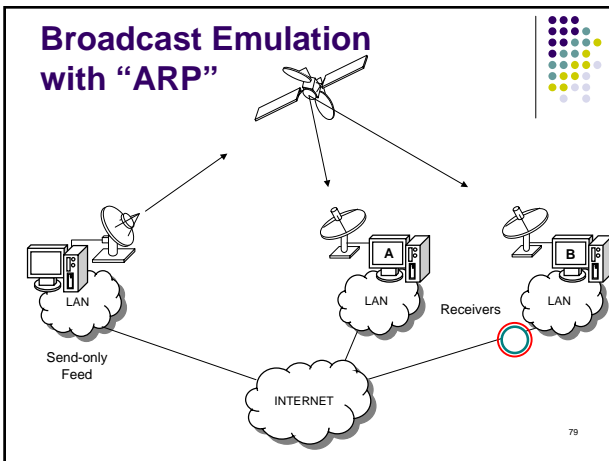 Broadcast Emulation
with “ARP”
A
B
LAN
LAN
LAN
Receivers
Send-only
Feed
INTERNET
79